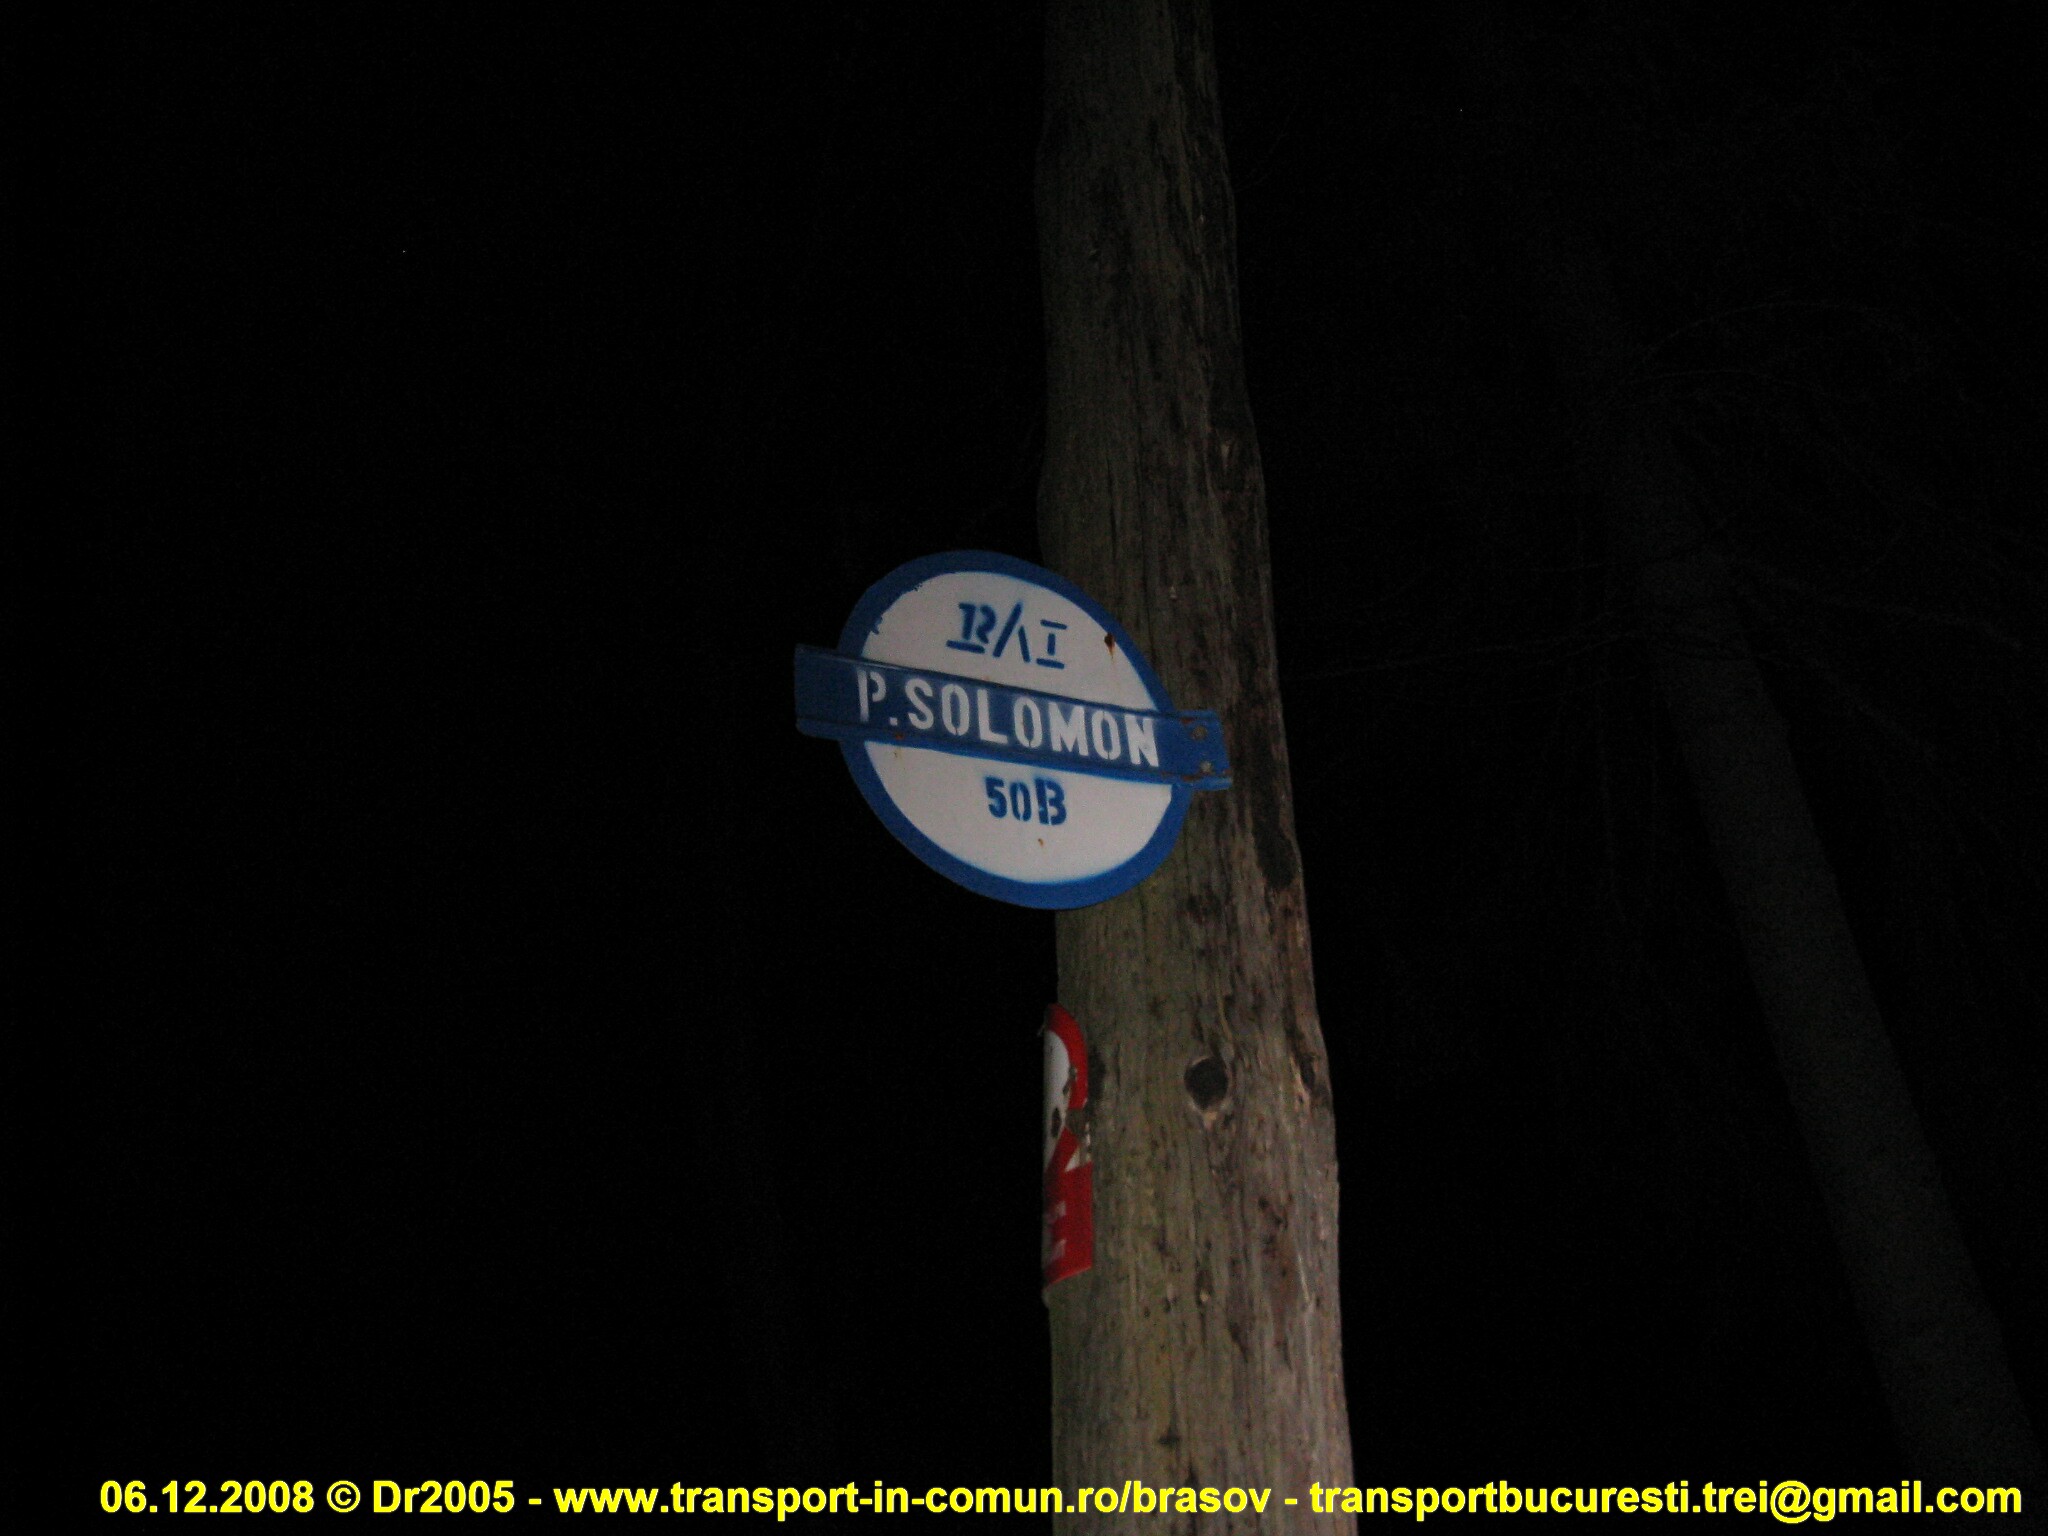 RAT
P.SOLOMON
50B
06.12.2008 © Dr2005 - www.transport-in-comun.ro/brasov - transportbucuresti.trei@gmail.com